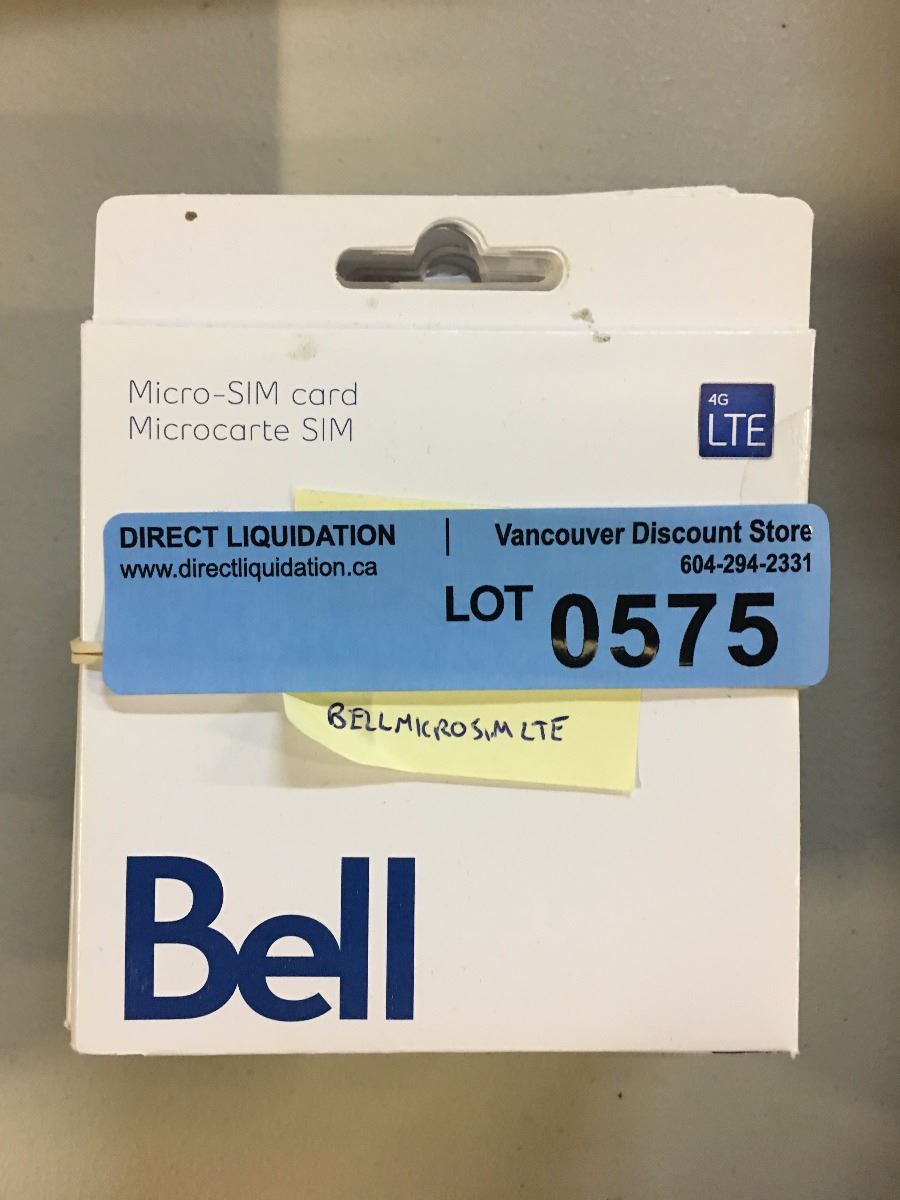 Micro-SIM card
Microcarte SIM
4G
LTE
DIRECT LIQUIDATION | Vancouver Discount Store
www.directliquidation.ca 604-294-2331
LOT 0575
BELLMICROSIM LTE
Bell